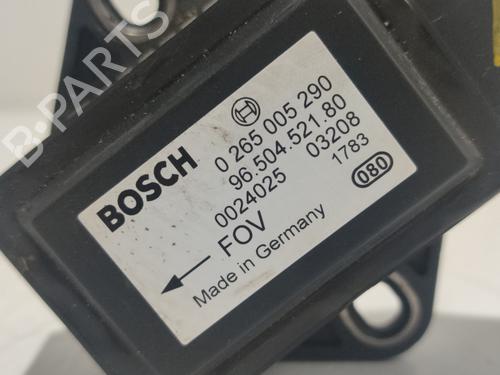 BOSCH
0 265 005 290
96.504.521.80
0024025 03208
1783
FOV
080
Made in Germany
B-PARTS